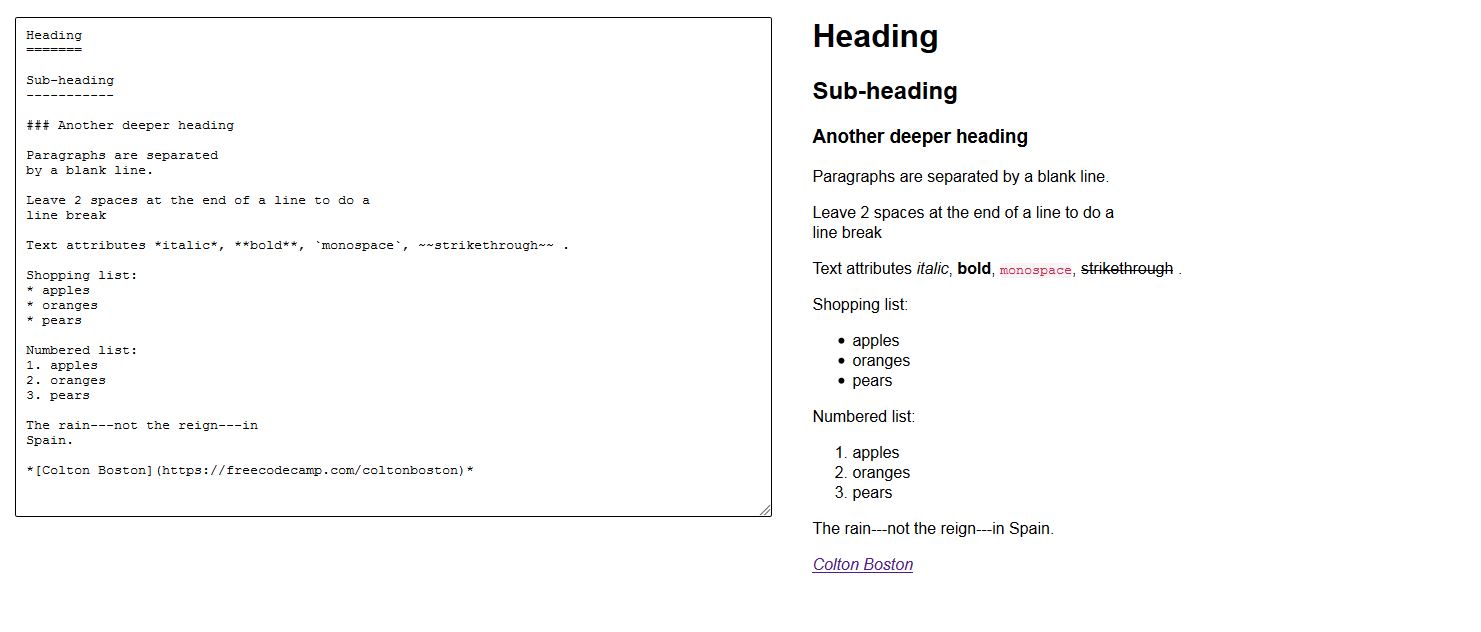 Heading
=======

Sub-heading
-----------

### Another deeper heading

Paragraphs are separated
by a blank line.

Leave 2 spaces at the end of a line to do a
line break

Text attributes *italic*, **bold**, `monospace`, ~~strikethrough~~ .

Shopping list:
* apples
* oranges
* pears

Numbered list:
1. apples
2. oranges
3. pears

The rain---not the reign---in
Spain.

*[Colton Boston](https://freecodecamp.com/coltonboston)*

Heading
Sub-heading
Another deeper heading
Paragraphs are separated by a blank line.
Leave 2 spaces at the end of a line to do a
line break
Text attributes italic, bold, monospace, strikethrough .
Shopping list:
• apples
• oranges
• pears
Numbered list:
1. apples
2. oranges
3. pears
The rain---not the reign---in Spain.
Colton Boston